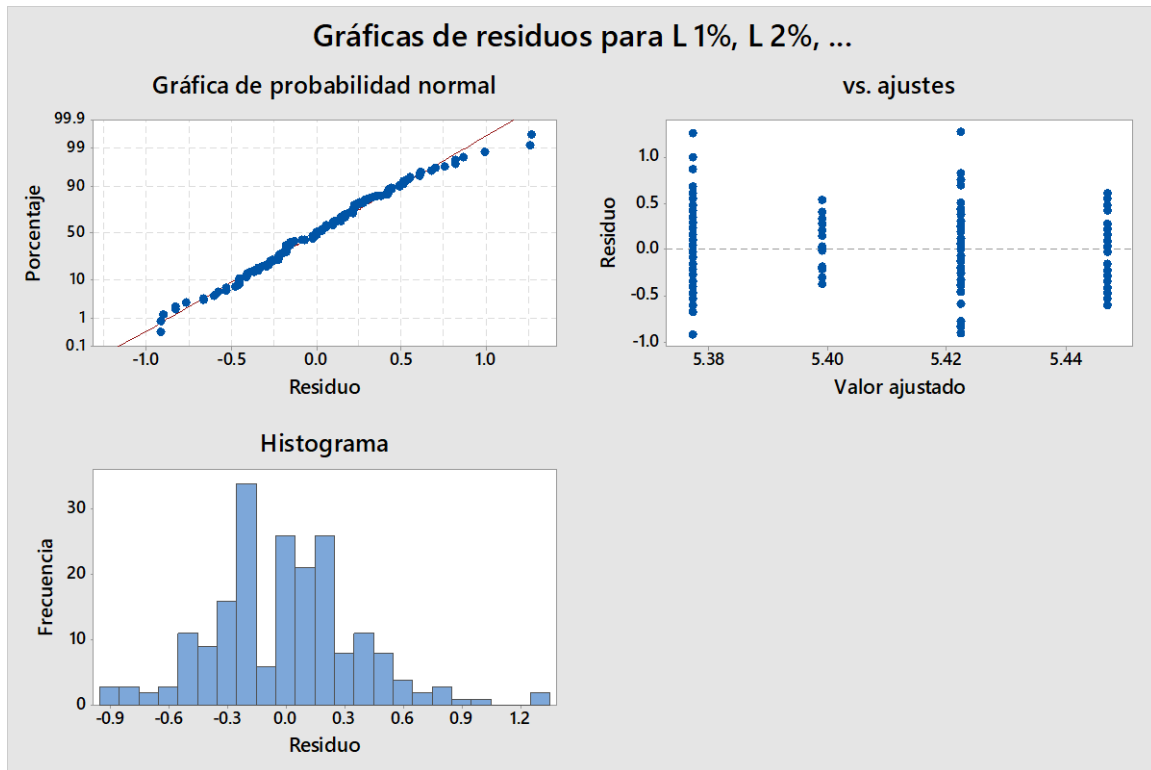 Gráficas de residuos para L 1%, L 2%, ...
Gráfica de probabilidad normal
99.9
99
90
50
10
1
0.1
Porcentaje
-1.0 -0.5 0.0 0.5 1.0
Residuo
vs. ajustes
1.0
0.5
0.0
-0.5
-1.0
Residuo
5.38 5.40 5.42 5.44
Valor ajustado
Histograma
30
20
10
0
Frecuencia
-0.9 -0.6 -0.3 0.0 0.3 0.6 0.9 1.2
Residuo